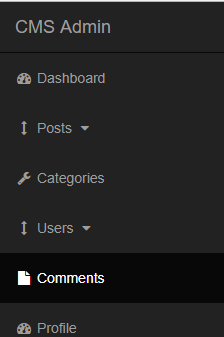 CMS Admin
Dashboard
Posts
Categories
Users
Comments
Profile